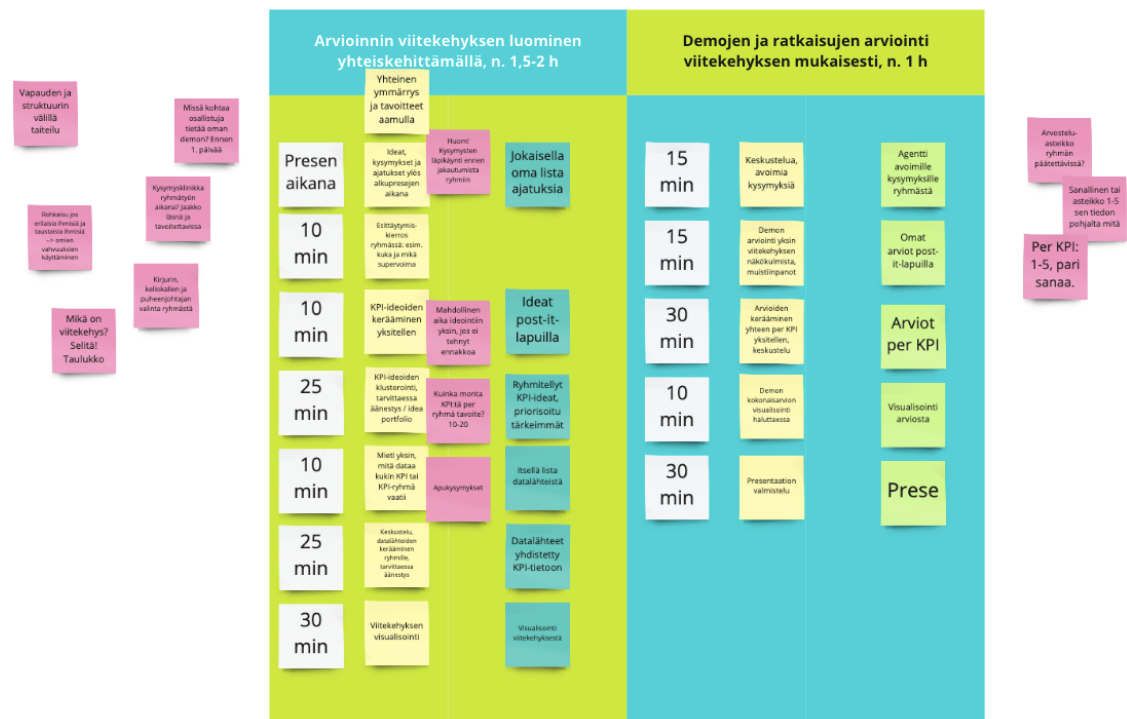 Arvioinnin viitekehyksen luominen
yhteiskehittämällä, n. 1,5-2 h
Demojen ja ratkaisujen arviointi
viitekehyksen mukaisesti, n. 1 h
Vapauden ja
struktuurin
välillä
taiteilu
Missä kohtaa
osallistuja
tietää oman
demon? Ennen
1. päivää
Kysymysklinikka
ryhmätyön
aikana? Jaakko
läsnä ja
tavoitettavissa
Rohkaisu jos
erilaisia ihmisiä ja
taustaisia ihmisiä
--> omien
vahvuuksien
käyttäminen
Kirjurin,
kellokallen ja
puheenjohtajan
valinta ryhmästä
Mikä on
viitekehys?
Selitä!
Taulukko
Yhteinen
ymmärrys
ja tavoitteet
aamulla
Presen
aikana
Ideat,
kysymykset ja
ajatukset ylös
alkupresejen
aikana
Huom!
Kysymysten
läpikäynti ennen
jakautumista
ryhmiin
Jokaisella
oma lista
ajatuksia
10
min
Esittäytymis-
kierros
ryhmässä: esim.
kuka ja mikä
supervoima
10
min
KPI-ideoiden
kerääminen
yksitellen
Mahdollinen
aika ideointiin
yksin, jos ei
tehnyt
ennakkoa
Ideat
post-it-
lapuilla
25
min
KPI-ideoiden
klusterointi,
tarvittaessa
äänestys / idea
portfolio
Kuinka monta
KPI:tä per
ryhmä tavoite?
10-20
Ryhmitellyt
KPI-ideat,
priorisoitu
tärkeimmät
10
min
Mieti yksin,
mitä dataa
kukin KPI tai
KPI-ryhmä
vaatii
Apukysymykset
Itsellä lista
datalähteistä
25
min
Keskustelu,
datalähteiden
kerääminen
ryhmille,
tarvittaessa
äänestys
Datalähteet
yhdistetty
KPI-tietoon
30
min
Viitekehyksen
visualisointi
Visualisointi
viitekehyksestä
15
min
Keskustelua,
avoimia
kysymyksiä
Agentti
avoimille
kysymyksille
ryhmästä
15
min
Demon
arviointi yksin
viitekehyksen
näkökulmista,
muistiinpanot
Omat
arviot post-
it-lapuilla
30
min
Arvioiden
kerääminen
yhteen per KPI
yksitellen,
keskustelu
Arviot
per KPI
10
min
Demon
kokonaisarvion
visualisointi
haluttaessa
Visualisointi
arviosta
30
min
Presentaation
valmistelu
Prese
Arvostelu-
asteikko
ryhmän
päätettävissä?
Sanallinen tai
asteikko 1-5
sen tiedon
pohjalta mitä
Per KPI:
1-5, pari
sanaa.